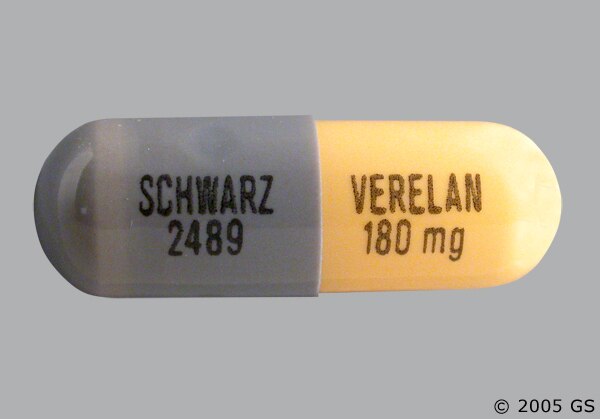 SCHWARZ
2489
VERELAN
180 mg
© 2005 GS